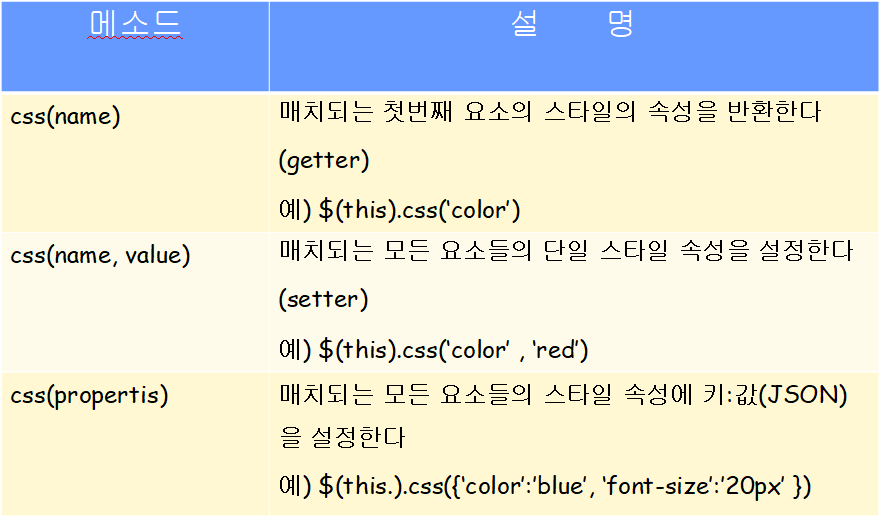 메소드 설 명
css(name) 매치되는 첫번째 요소의 스타일의 속성을 반환한다
(getter)
예) $(this).css(‘color’)
css(name, value) 매치되는 모든 요소들의 단일 스타일 속성을 설정한다
(setter)
예) $(this).css(‘color’ , ‘red’)
css(propertis) 매치되는 모든 요소들의 스타일 속성에 키:값(JSON)
을 설정한다
예) $(this.).css({‘color’:’blue’, ‘font-size’:’20px’ })